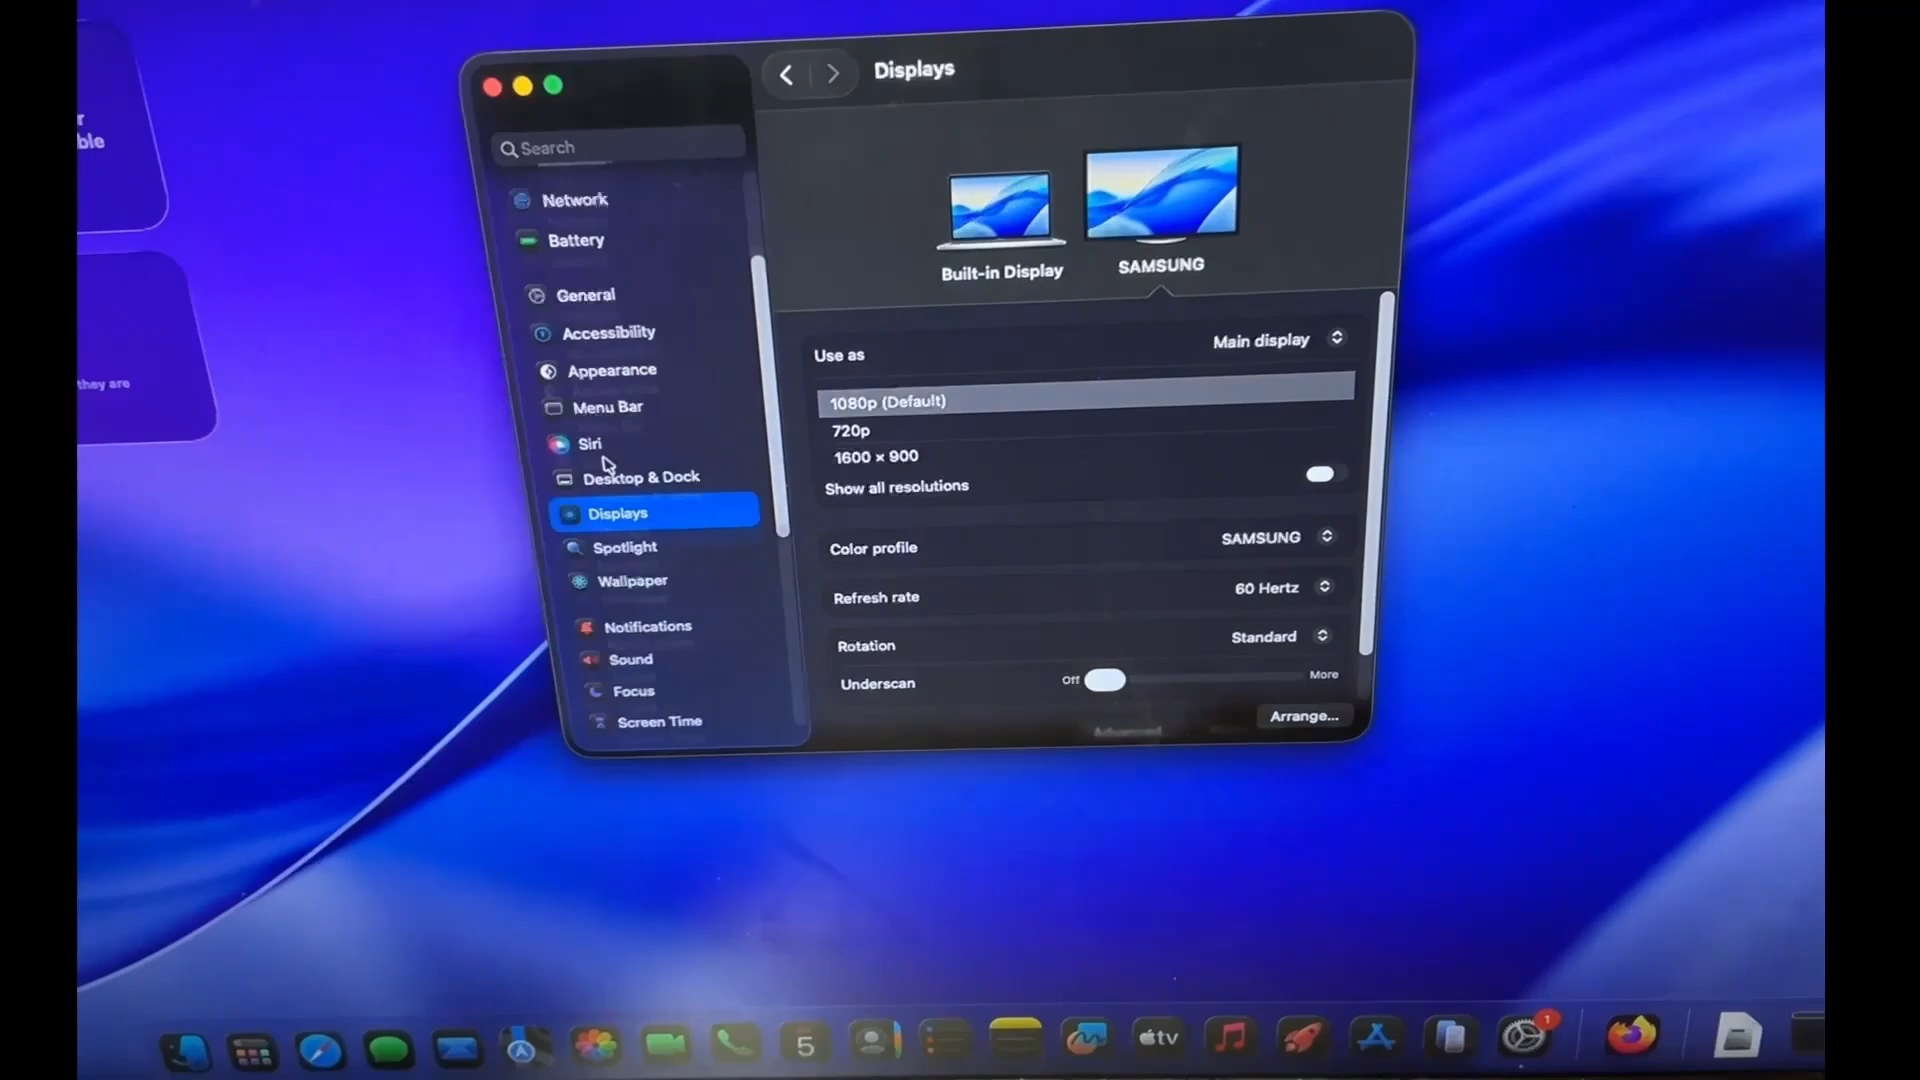 ble
they are
Displays
Search
Network
Battery
General
Accessibility
Appearance
Menu Bar
Siri
Desktop & Dock
Displays
Spotlight
Wallpaper
Notifications
Sound
Focus
Screen Time
Built-in Display
SAMSUNG
Use as
Main display
1080p (Default)
720p
1600 × 900
Show all resolutions
Color profile
SAMSUNG
Refresh rate
60 Hertz
Rotation
Standard
Underscan
Off
More
Advanced
Arrange...
5
tv
1